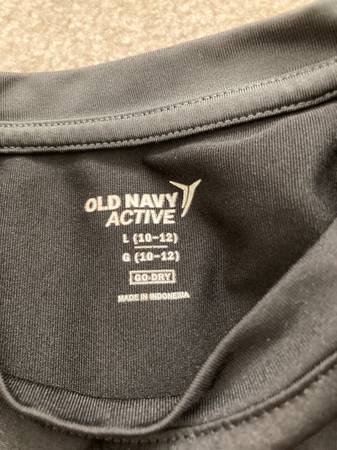 OLD NAVY
ACTIVE
L (10-12)
G (10-12)
GO-DRY
MADE IN INDONESIA